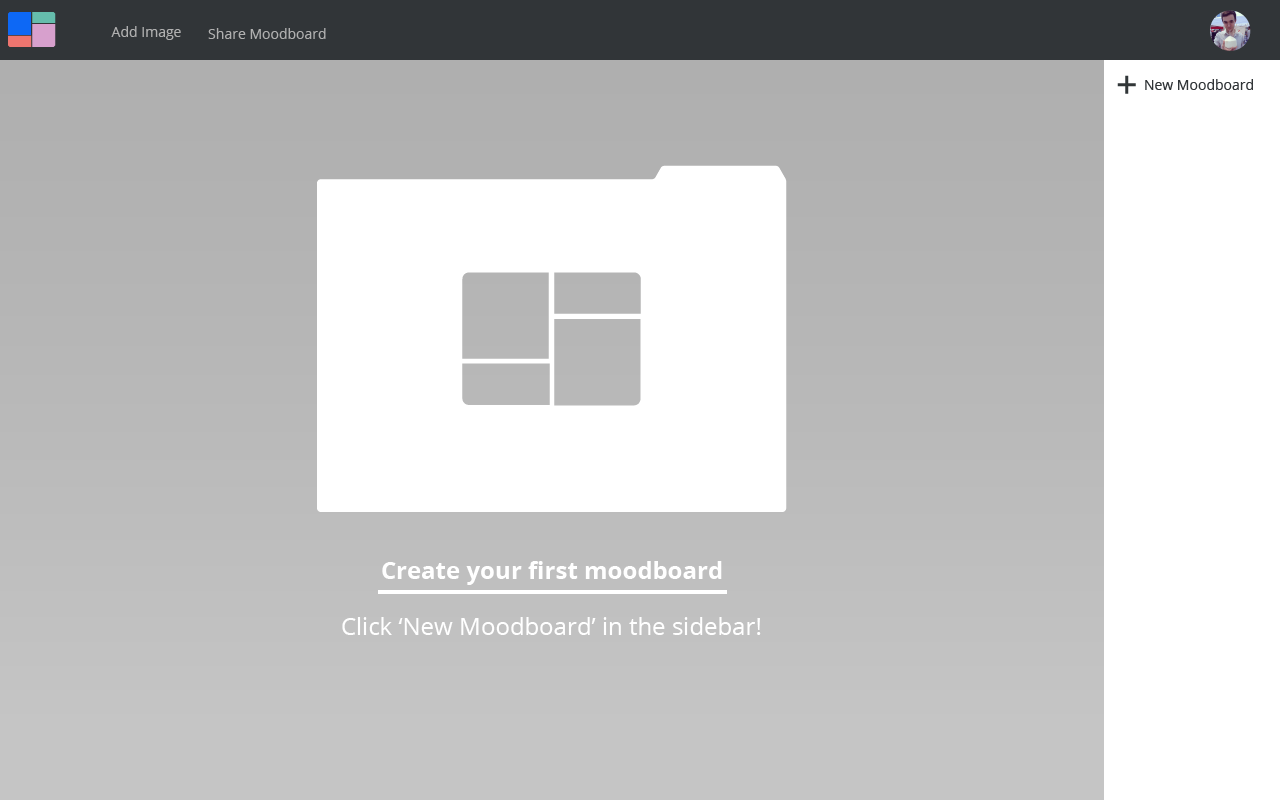 Add Image
Share Moodboard
New Moodboard
Create your first moodboard
Click ‘New Moodboard’ in the sidebar!